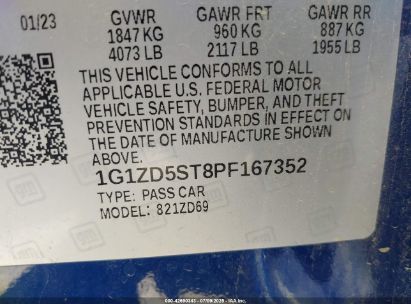 01/23 GVWR GAWR FRT GAWR RR
1847 KG 960 KG 887 KG
4073 LB 2117 LB 1955 LB
THIS VEHICLE CONFORMS TO ALL
APPLICABLE U.S. FEDERAL MOTOR
VEHICLE SAFETY, BUMPER, AND THEFT
PREVENTION STANDARDS IN EFFECT ON
THE DATE OF MANUFACTURE SHOWN
ABOVE.
1G1ZD5ST8PF167352
TYPE: PASS CAR
MODEL: 821ZD69